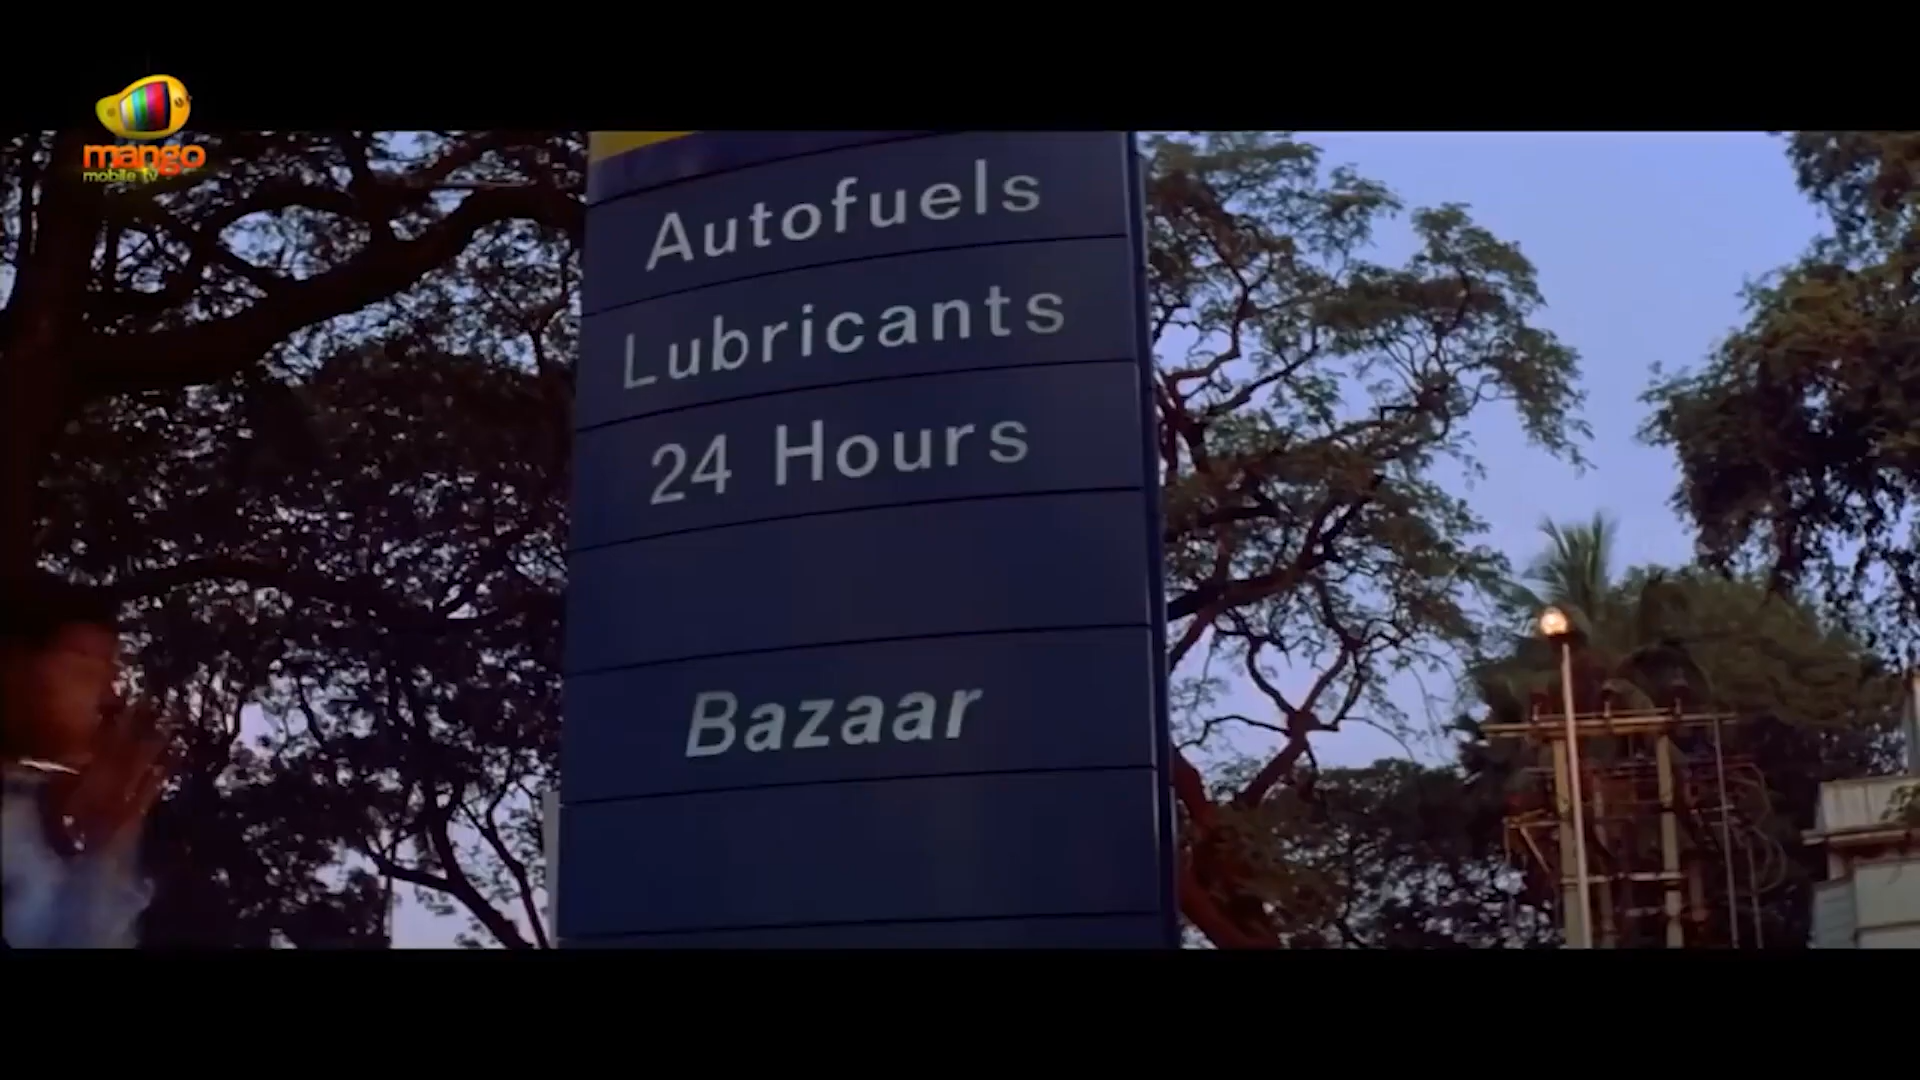 mango
mobile tv
Autofuels
Lubricants
24 Hours
Bazaar